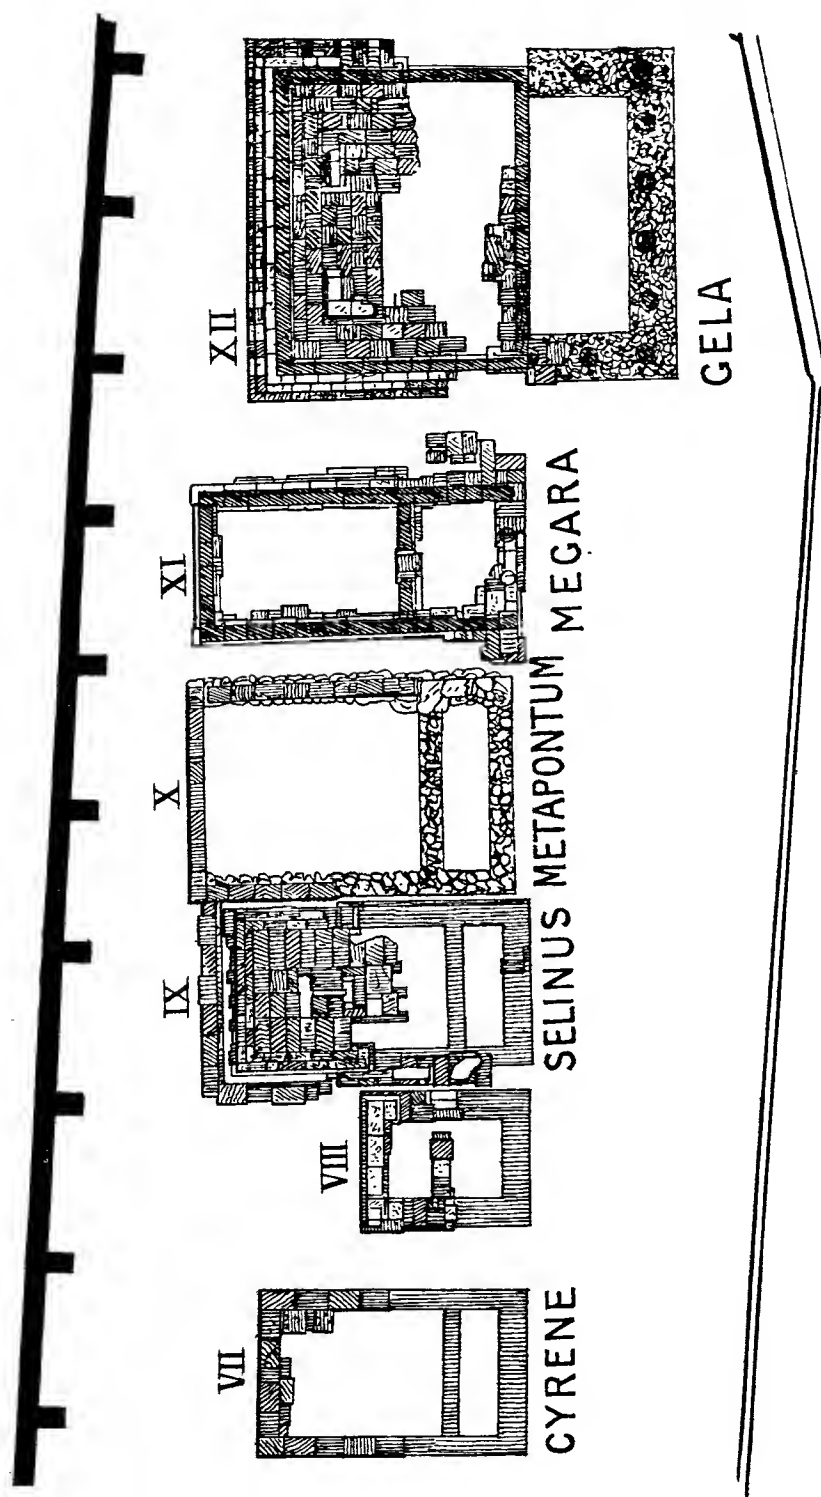 VII
VIII
IX
X
XI
XII
CYRENE
SELINUS
METAPONTUM
MEGARA
GELA